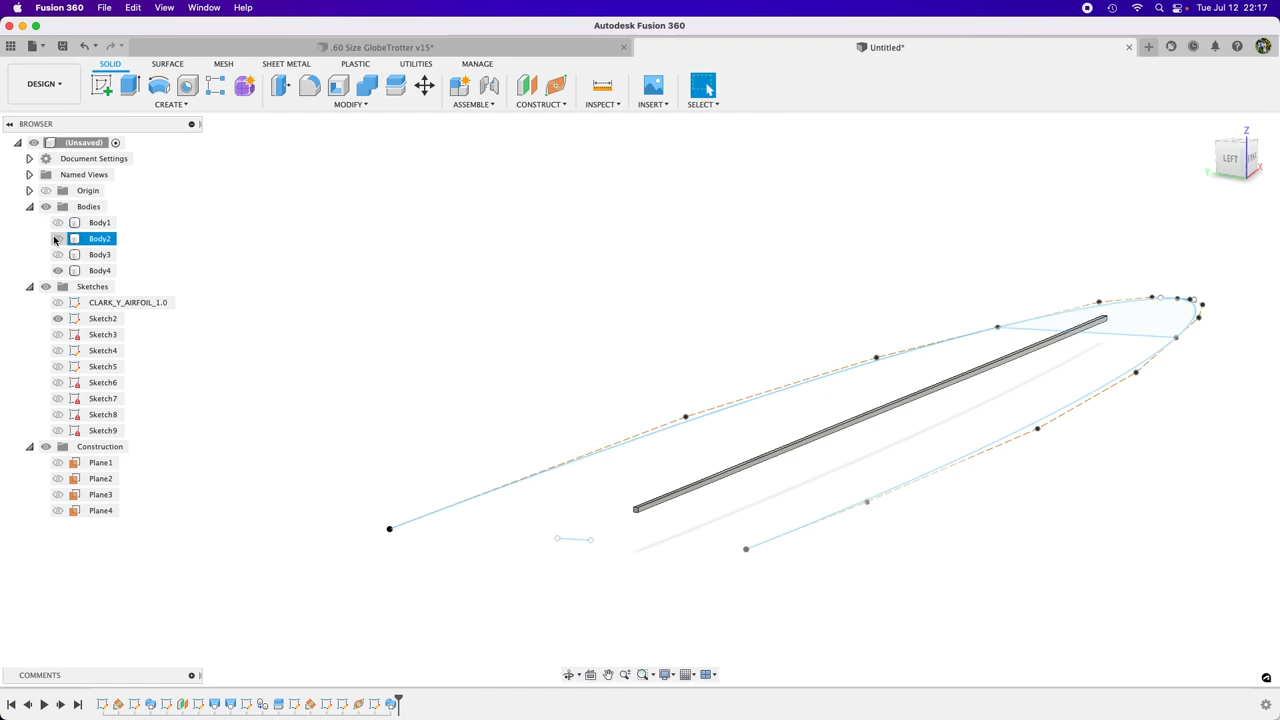 Fusion 360 File Edit View Window Help Tue Jul 12 22:17
Autodesk Fusion 360
.60 Size GlobeTrotter v15* Untitled*
SOLID SURFACE MESH SHEET METAL PLASTIC UTILITIES MANAGE
DESIGN
CREATE MODIFY ASSEMBLE CONSTRUCT INSPECT INSERT SELECT
BROWSER
(Unsaved)
Document Settings
Named Views
Origin
Bodies
Body1
Body2
Body3
Body4
Sketches
CLARK_Y_AIRFOIL_1.0
Sketch2
Sketch3
Sketch4
Sketch5
Sketch6
Sketch7
Sketch8
Sketch9
Construction
Plane1
Plane2
Plane3
Plane4
Z
LEFT
Y
X
COMMENTS